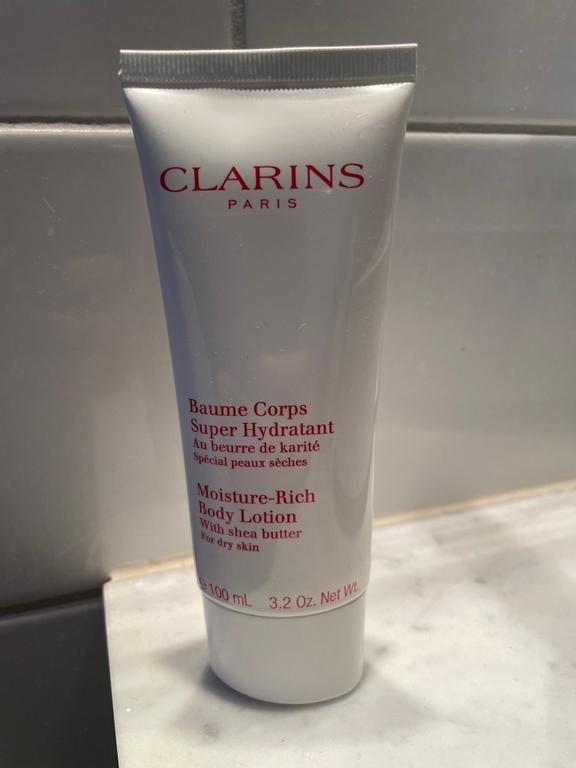 CLARINS
PARIS
Baume Corps
Super Hydratant
Au beurre de karité
Spécial peaux sèches
Moisture-Rich
Body Lotion
With shea butter
For dry skin
℮ 100 mL 3.2 Oz. Net Wt.